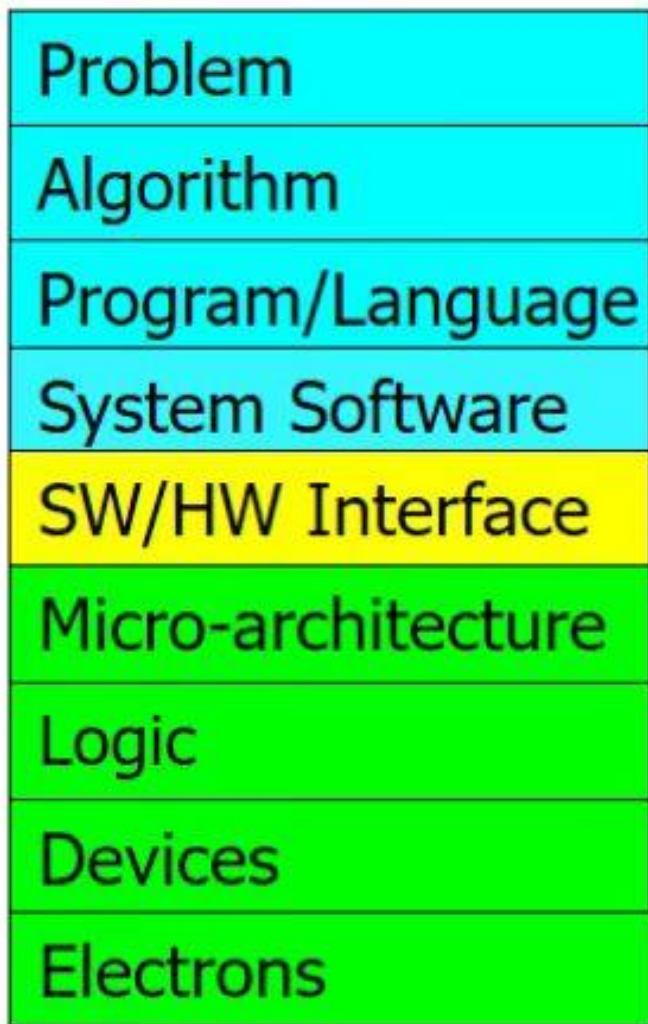 Problem
Algorithm
Program/Language
System Software
SW/HW Interface
Micro-architecture
Logic
Devices
Electrons